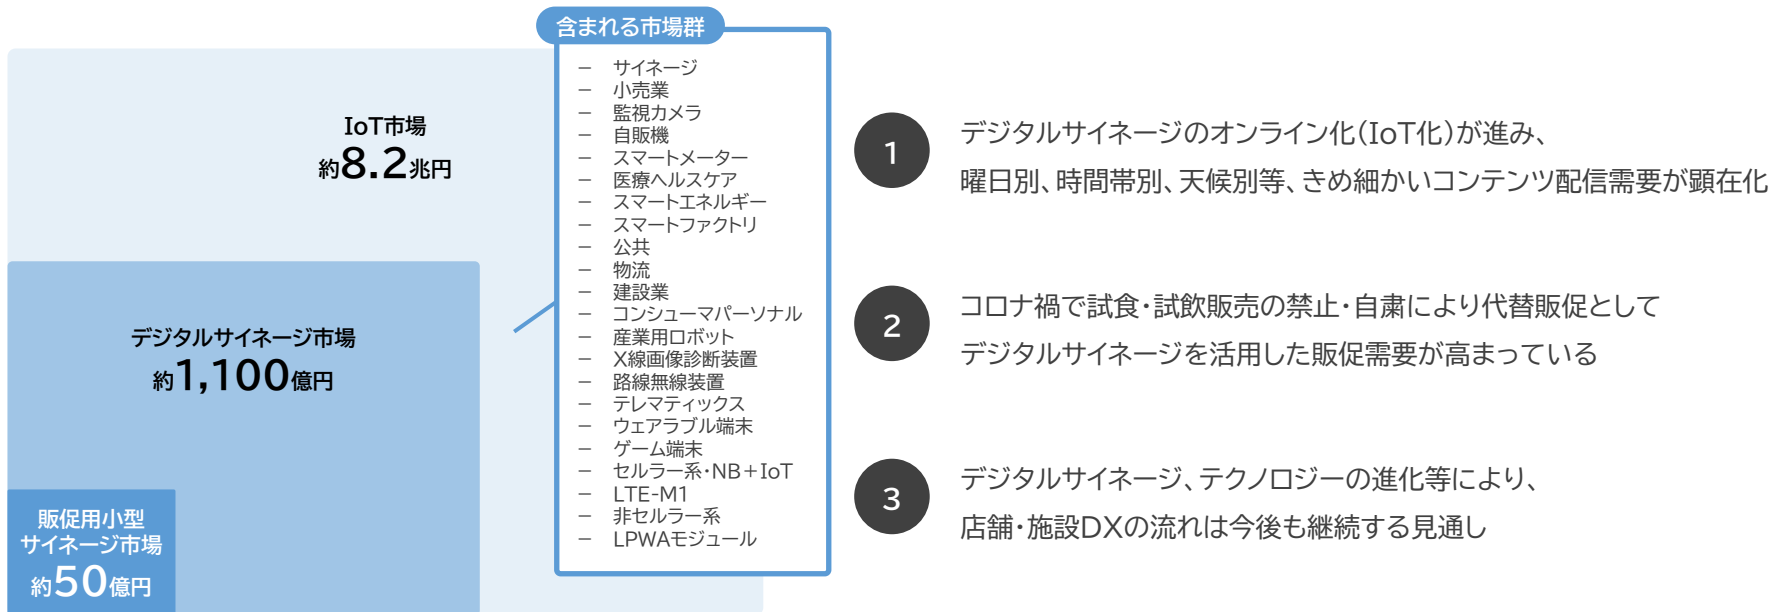 含まれる市場群
IoT市場
約8.2兆円
デジタルサイネージ市場
約1,100億円
販促用小型
サイネージ市場
約50億円
– サイネージ
– 小売業
– 監視カメラ
– 自販機
– スマートメーター
– 医療ヘルスケア
– スマートエネルギー
– スマートファクトリ
– 公共
– 物流
– 建設業
– コンシューマパーソナル
– 産業用ロボット
– X線画像診断装置
– 路線無線装置
– テレマティックス
– ウェアラブル端末
– ゲーム端末
– セルラー系・NB+IoT
– LTE-M1
– 非セルラー系
– LPWAモジュール
1
デジタルサイネージのオンライン化(IoT化)が進み、
曜日別、時間帯別、天候別等、きめ細かいコンテンツ配信需要が顕在化
2
コロナ禍で試食・試飲販売の禁止・自粛により代替販促として
デジタルサイネージを活用した販促需要が高まっている
3
デジタルサイネージ、テクノロジーの進化等により、
店舗・施設DXの流れは今後も継続する見通し